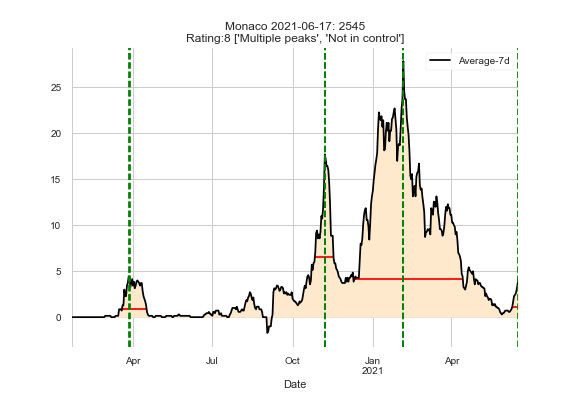 Monaco 2021-06-17: 2545
Rating:8 ['Multiple peaks', 'Not in control']
Average-7d
25
20
15
10
5
0
Apr Jul Oct Jan Apr
2021
Date